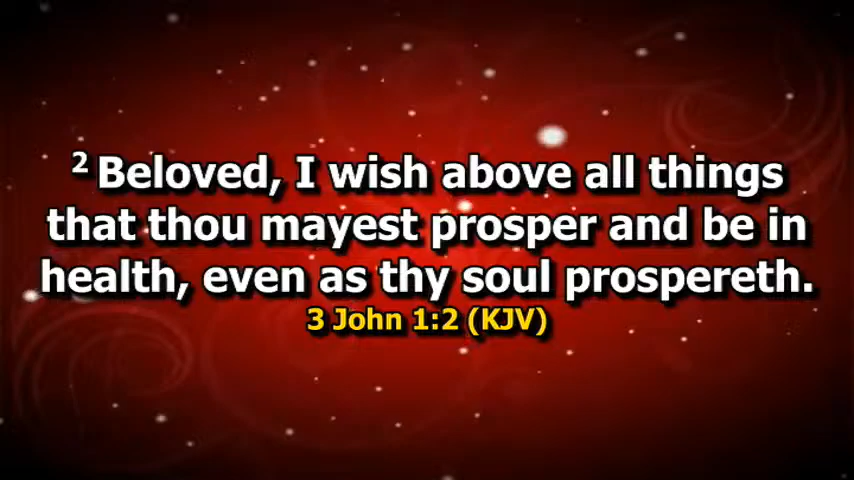 ² Beloved, I wish above all things
that thou mayest prosper and be in
health, even as thy soul prospereth.
3 John 1:2 (KJV)